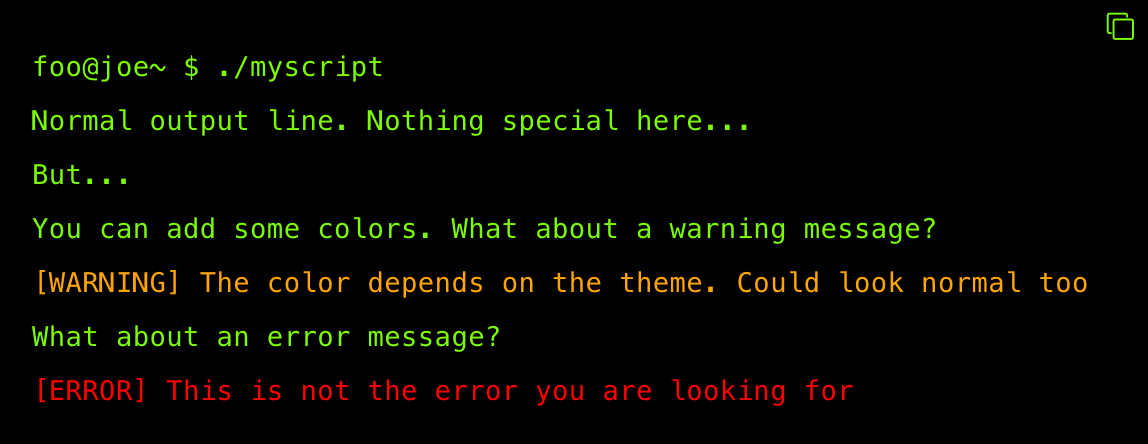 foo@joe~ $ ./myscript
Normal output line. Nothing special here...
But...
You can add some colors. What about a warning message?
[WARNING] The color depends on the theme. Could look normal too
What about an error message?
[ERROR] This is not the error you are looking for